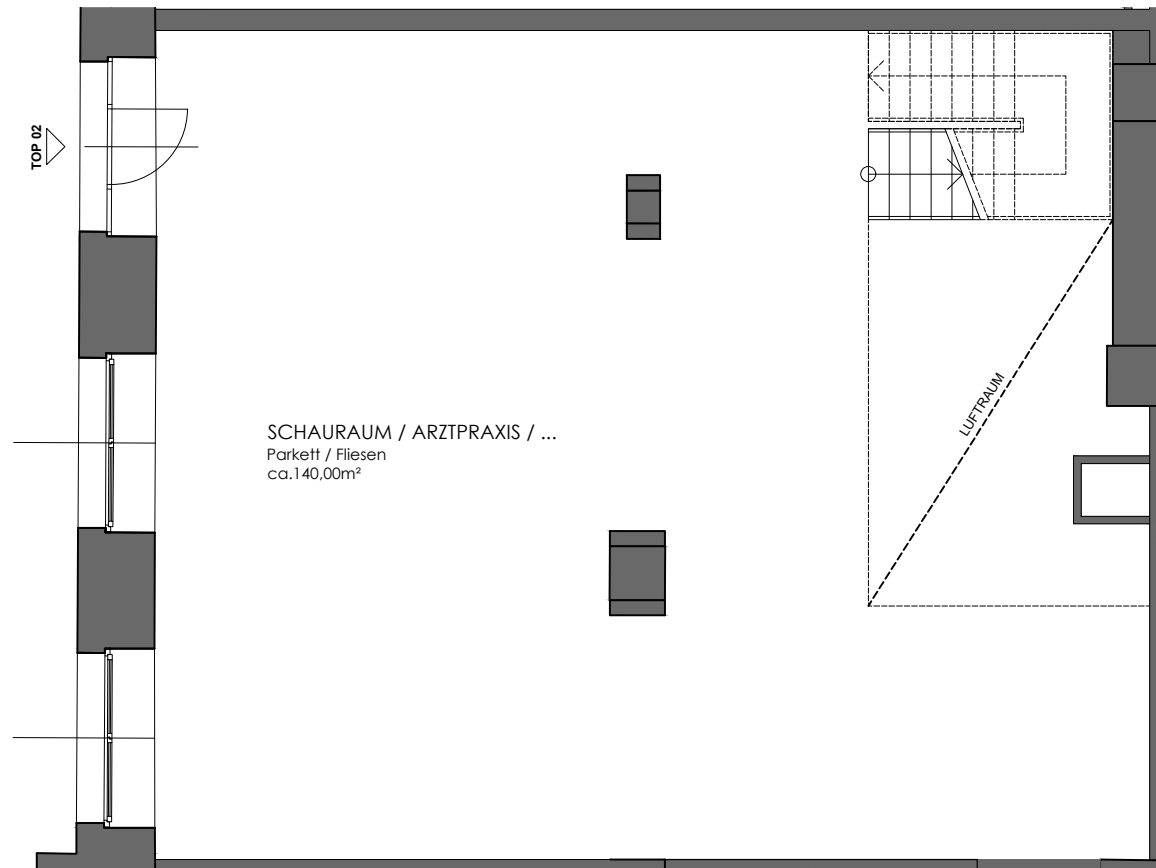 TOP 02
SCHAURAUM / ARZTPRAXIS / ...
Parkett / Fliesen
ca.140,00m²
LUFTRAUM